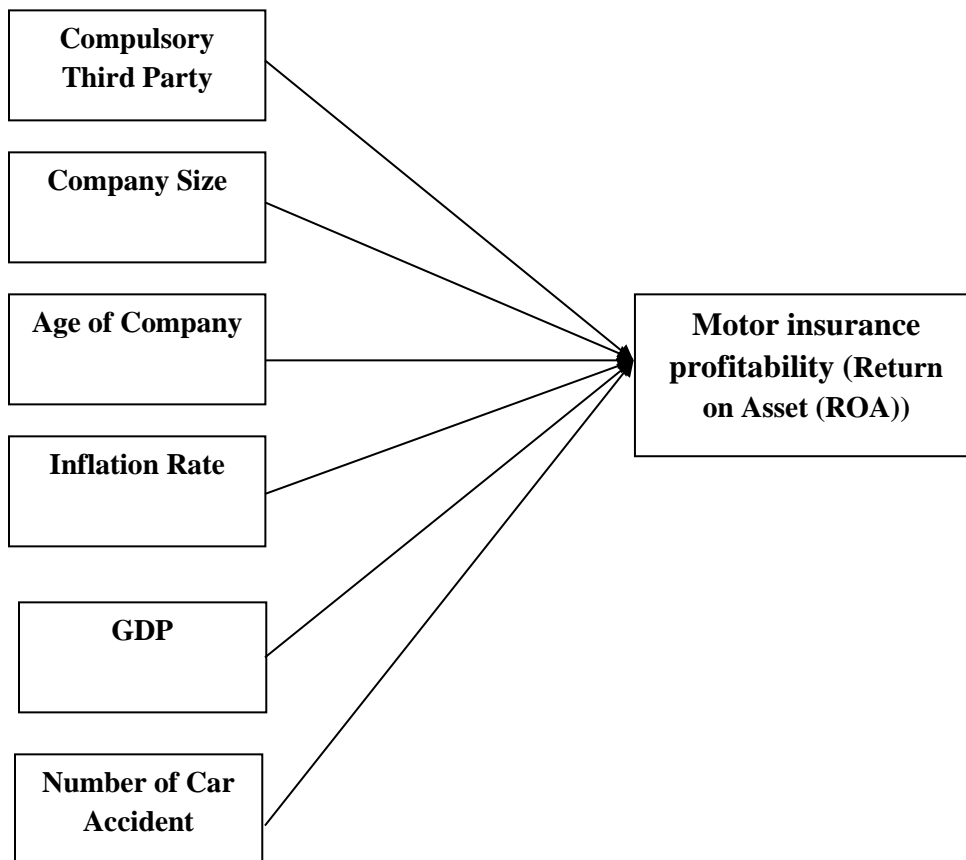 Compulsory
Third Party
Company Size
Age of Company
Inflation Rate
GDP
Number of Car
Accident
Motor insurance
profitability (Return
on Asset (ROA))